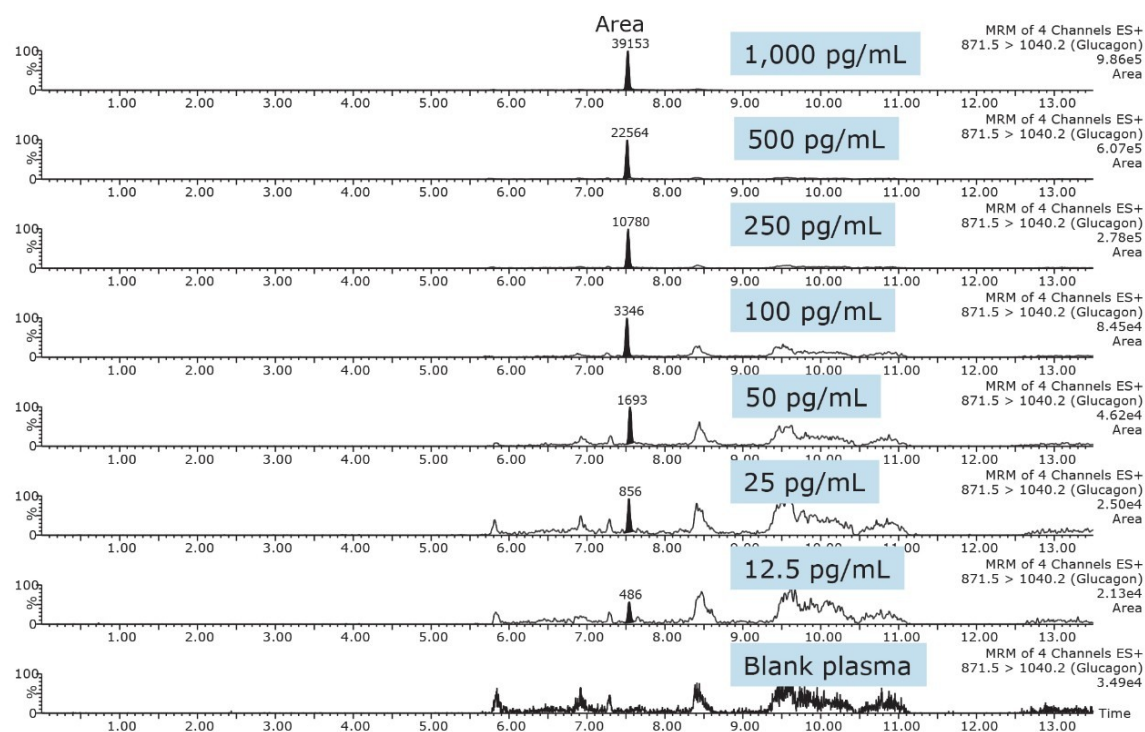 Area
39153
1,000 pg/mL
MRM of 4 Channels ES+
871.5 > 1040.2 (Glucagon)
9.86e5
Area
100
%
0
1.00 2.00 3.00 4.00 5.00 6.00 7.00 8.00 9.00 10.00 11.00 12.00 13.00
22564
500 pg/mL
MRM of 4 Channels ES+
871.5 > 1040.2 (Glucagon)
6.07e5
Area
100
%
0
1.00 2.00 3.00 4.00 5.00 6.00 7.00 8.00 9.00 10.00 11.00 12.00 13.00
10780
250 pg/mL
MRM of 4 Channels ES+
871.5 > 1040.2 (Glucagon)
2.78e5
Area
100
%
0
1.00 2.00 3.00 4.00 5.00 6.00 7.00 8.00 9.00 10.00 11.00 12.00 13.00
3346
100 pg/mL
MRM of 4 Channels ES+
871.5 > 1040.2 (Glucagon)
8.45e4
Area
100
%
0
1.00 2.00 3.00 4.00 5.00 6.00 7.00 8.00 9.00 10.00 11.00 12.00 13.00
1693
50 pg/mL
MRM of 4 Channels ES+
871.5 > 1040.2 (Glucagon)
4.62e4
Area
100
%
0
1.00 2.00 3.00 4.00 5.00 6.00 7.00 8.00 9.00 10.00 11.00 12.00 13.00
856
25 pg/mL
MRM of 4 Channels ES+
871.5 > 1040.2 (Glucagon)
2.50e4
Area
100
%
0
1.00 2.00 3.00 4.00 5.00 6.00 7.00 8.00 9.00 10.00 11.00 12.00 13.00
486
12.5 pg/mL
MRM of 4 Channels ES+
871.5 > 1040.2 (Glucagon)
2.13e4
Area
100
%
0
1.00 2.00 3.00 4.00 5.00 6.00 7.00 8.00 9.00 10.00 11.00 12.00 13.00
Blank plasma
MRM of 4 Channels ES+
871.5 > 1040.2 (Glucagon)
3.49e4
100
%
0
Time
1.00 2.00 3.00 4.00 5.00 6.00 7.00 8.00 9.00 10.00 11.00 12.00 13.00